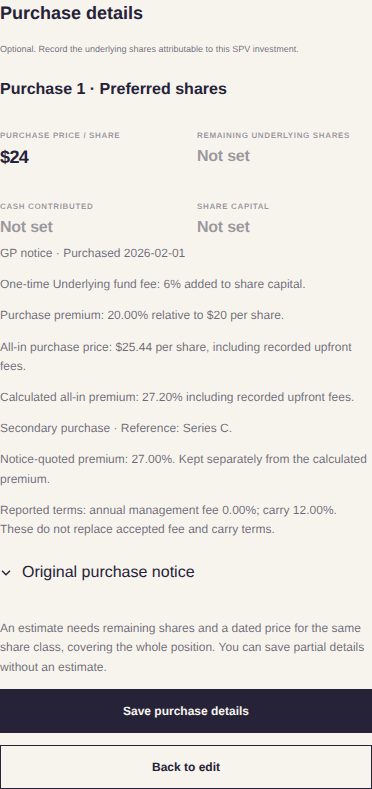 Purchase details
Optional. Record the underlying shares attributable to this SPV investment.
Purchase 1 · Preferred shares
PURCHASE PRICE / SHARE
$24
REMAINING UNDERLYING SHARES
Not set
CASH CONTRIBUTED
Not set
SHARE CAPITAL
Not set
GP notice · Purchased 2026-02-01
One-time Underlying fund fee: 6% added to share capital.
Purchase premium: 20.00% relative to $20 per share.
All-in purchase price: $25.44 per share, including recorded upfront
fees.
Calculated all-in premium: 27.20% including recorded upfront fees.
Secondary purchase · Reference: Series C.
Notice-quoted premium: 27.00%. Kept separately from the calculated
premium.
Reported terms: annual management fee 0.00%; carry 12.00%.
These do not replace accepted fee and carry terms.
Original purchase notice
An estimate needs remaining shares and a dated price for the same
share class, covering the whole position. You can save partial details
without an estimate.
Save purchase details
Back to edit